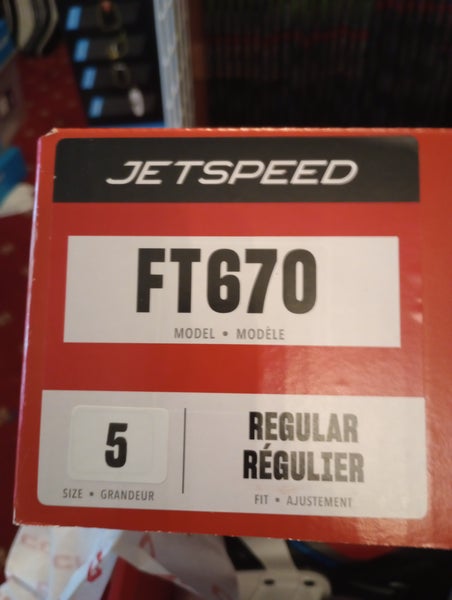 JETSPEED
FT670
MODEL • MODÈLE
5
SIZE • GRANDEUR
REGULAR
RÉGULIER
FIT • AJUSTEMENT